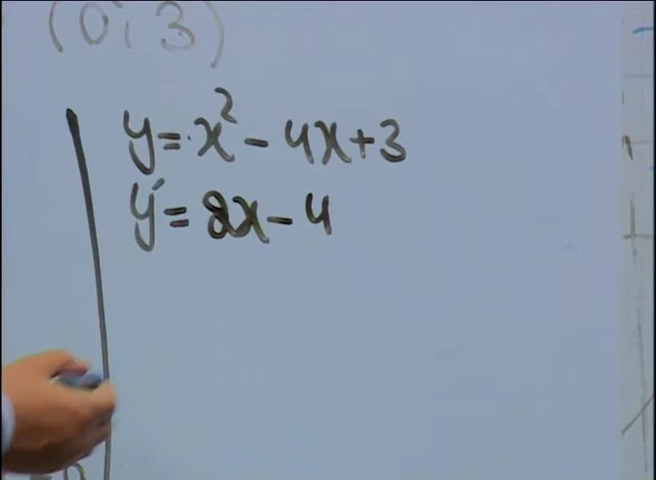 (0; 3)
y = x² - 4x + 3
y' = 2x - 4